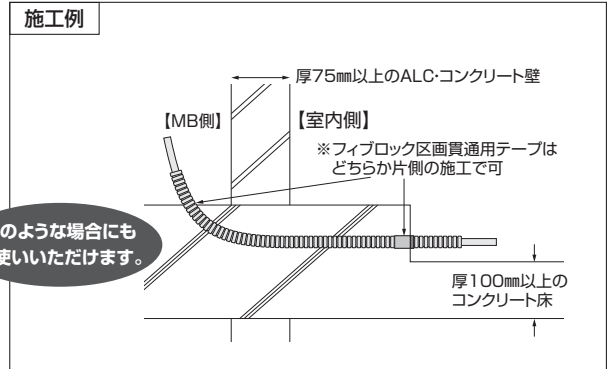 施工例
厚75㎜以上のALC・コンクリート壁
【MB側】
【室内側】
※フィブロック区画貫通用テープは
どちらか片側の施工で可
のような場合にも
使いいただけます。
厚100㎜以上の
コンクリート床